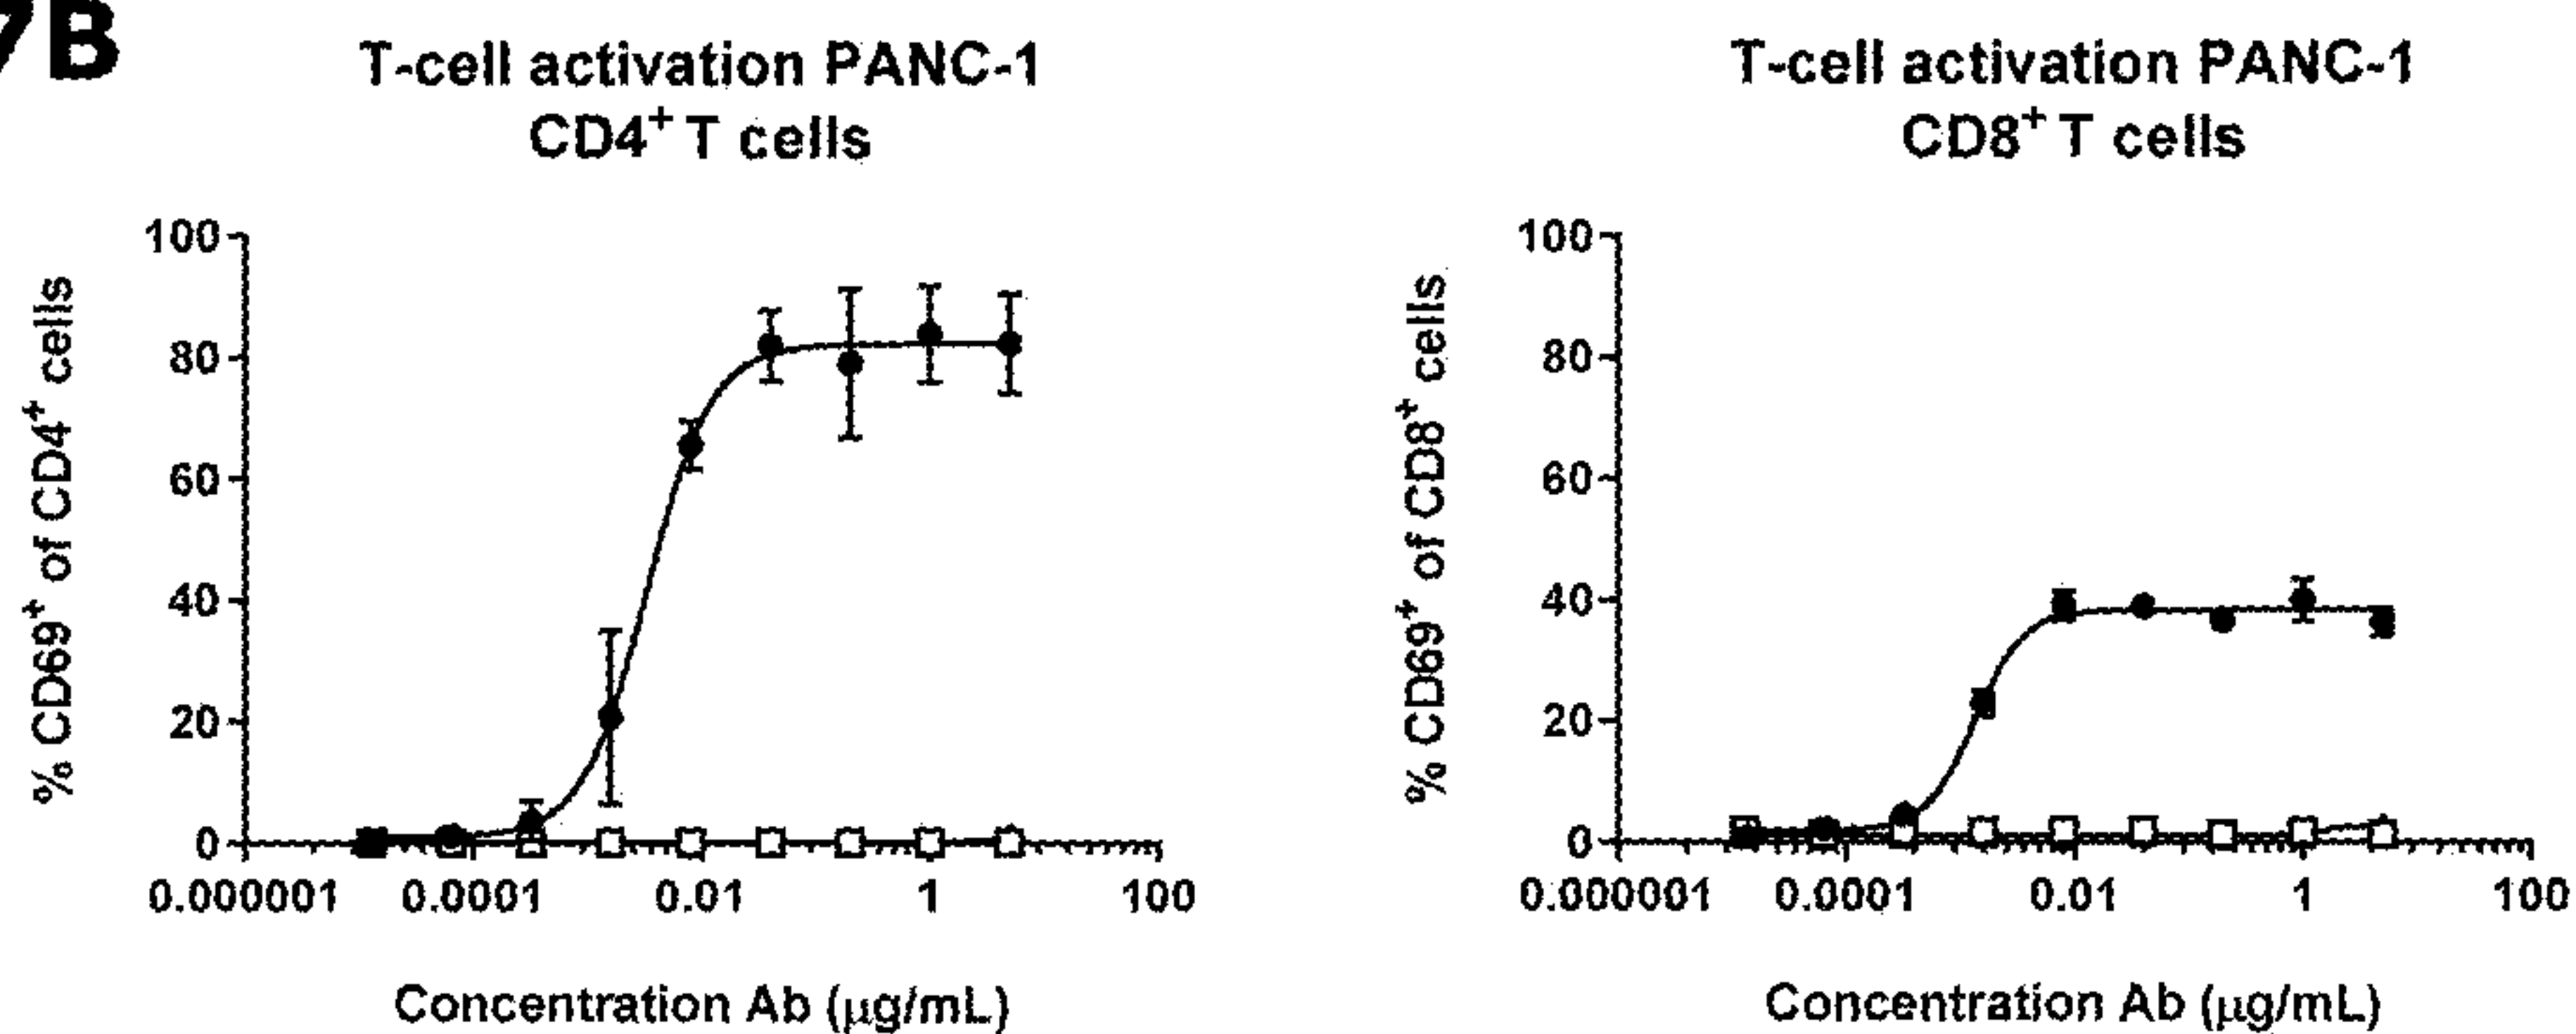 7B
T-cell activation PANC-1
CD4⁺ T cells
% CD69⁺ of CD4⁺ cells
100
80
60
40
20
0
0.000001 0.0001 0.01 1 100
Concentration Ab (μg/mL)
T-cell activation PANC-1
CD8⁺ T cells
% CD69⁺ of CD8⁺ cells
100
80
60
40
20
0
0.000001 0.0001 0.01 1 100
Concentration Ab (μg/mL)